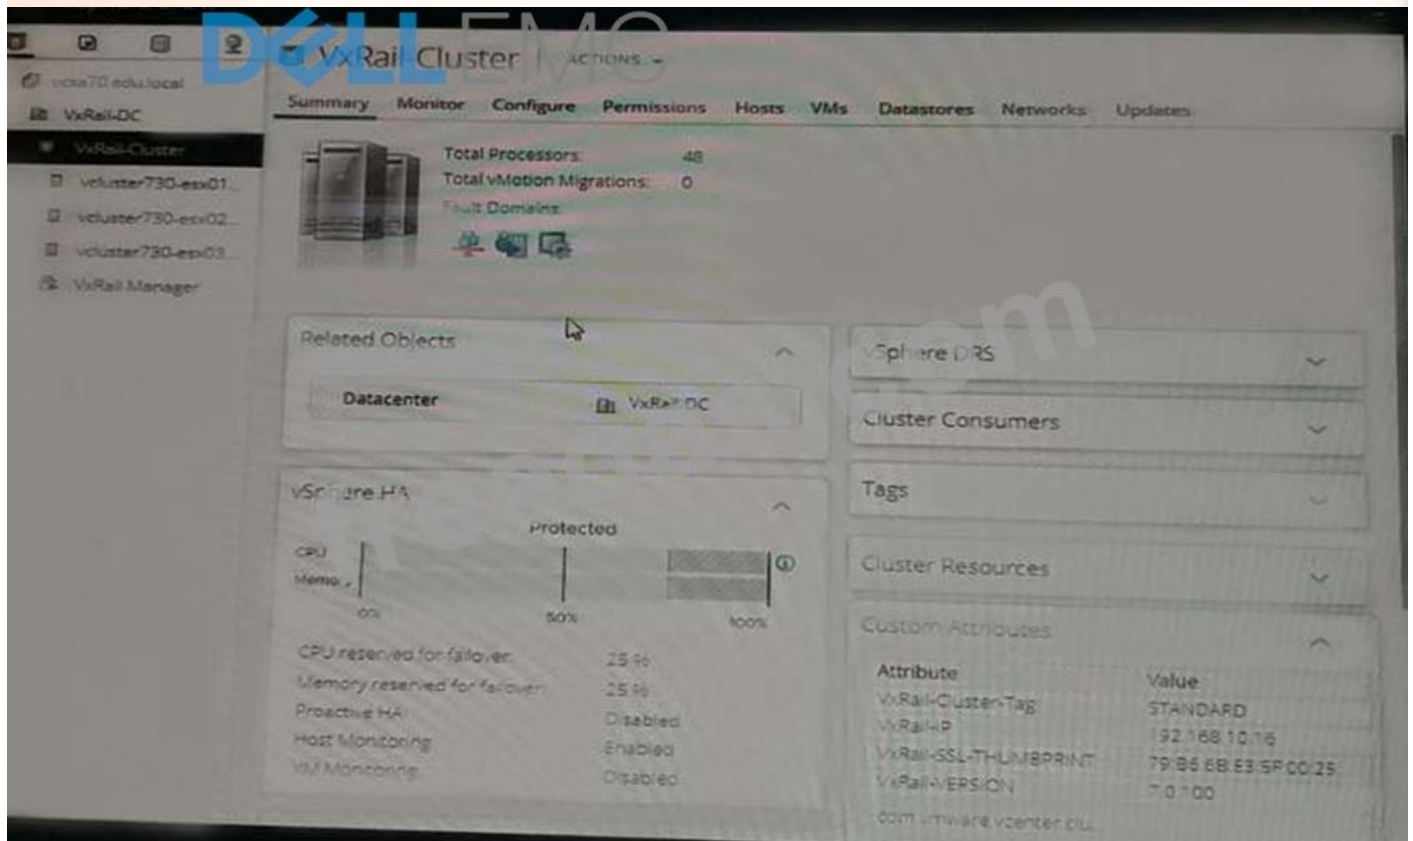 DELL EMC
VxRail-Cluster
ACTIONS
vcsa70.edu.local
VxRail-DC
VxRail-Cluster
vcluster730-esx01...
vcluster730-esx02...
vcluster730-esx03...
VxRail Manager
Summary Monitor Configure Permissions Hosts VMs Datastores Networks Updates
Total Processors: 48
Total vMotion Migrations: 0
Fault Domains:
Related Objects
Datacenter VxRail-DC
vSphere HA
Protected
CPU
Memo..
0% 50% 100%
CPU reserved for failover: 25 %
Memory reserved for failover: 25 %
Proactive HA: Disabled
Host Monitoring: Enabled
VM Monitoring: Disabled
vSphere DRS
Cluster Consumers
Tags
Cluster Resources
Custom Attributes
Attribute Value
VxRail-Cluster-Tag STANDARD
VxRail-IP 192.168.10.16
VxRail-SSL-THUMBPRINT 79:B6:6B:E3:5F:00:25
VxRail-VERSION 7.0.100
com.vmware.vcenter.clu...
com